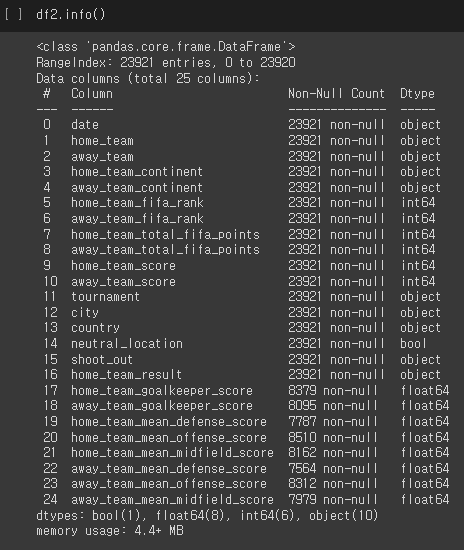 [ ] df2.info()
<class 'pandas.core.frame.DataFrame'>
RangeIndex: 23921 entries, 0 to 23920
Data columns (total 25 columns):
# Column Non-Null Count Dtype
--- ------ -------------- -----
0 date 23921 non-null object
1 home_team 23921 non-null object
2 away_team 23921 non-null object
3 home_team_continent 23921 non-null object
4 away_team_continent 23921 non-null object
5 home_team_fifa_rank 23921 non-null int64
6 away_team_fifa_rank 23921 non-null int64
7 home_team_total_fifa_points 23921 non-null int64
8 away_team_total_fifa_points 23921 non-null int64
9 home_team_score 23921 non-null int64
10 away_team_score 23921 non-null int64
11 tournament 23921 non-null object
12 city 23921 non-null object
13 country 23921 non-null object
14 neutral_location 23921 non-null bool
15 shoot_out 23921 non-null object
16 home_team_result 23921 non-null object
17 home_team_goalkeeper_score 8379 non-null float64
18 away_team_goalkeeper_score 8095 non-null float64
19 home_team_mean_defense_score 7787 non-null float64
20 home_team_mean_offense_score 8510 non-null float64
21 home_team_mean_midfield_score 8162 non-null float64
22 away_team_mean_defense_score 7564 non-null float64
23 away_team_mean_offense_score 8312 non-null float64
24 away_team_mean_midfield_score 7979 non-null float64
dtypes: bool(1), float64(8), int64(6), object(10)
memory usage: 4.4+ MB